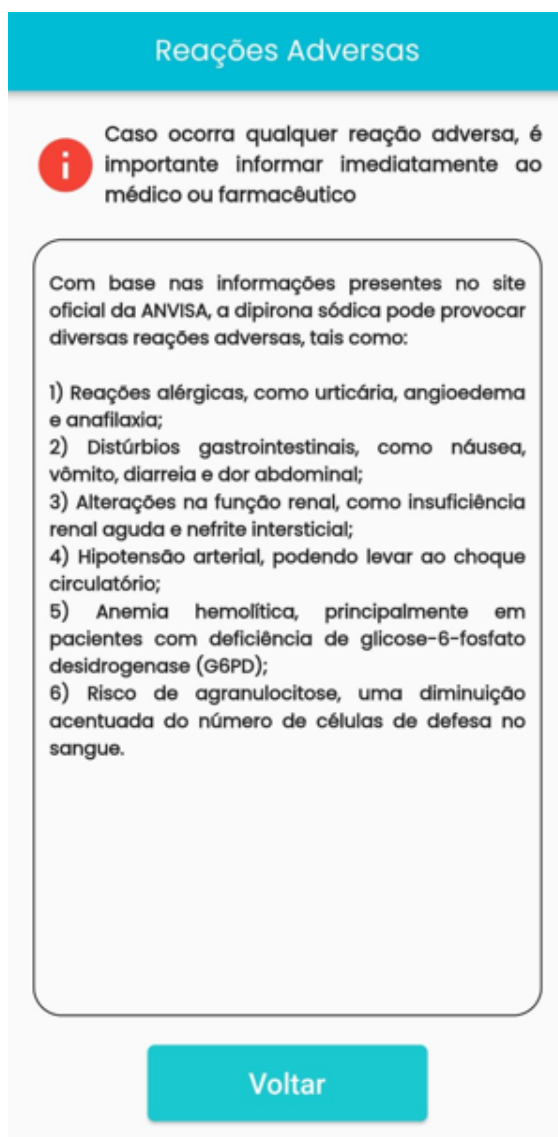 Reações Adversas
i
Caso ocorra qualquer reação adversa, é
importante informar imediatamente ao
médico ou farmacêutico
Com base nas informações presentes no site
oficial da ANVISA, a dipirona sódica pode provocar
diversas reações adversas, tais como:
1) Reações alérgicas, como urticária, angioedema
e anafilaxia;
2) Distúrbios gastrointestinais, como náusea,
vômito, diarreia e dor abdominal;
3) Alterações na função renal, como insuficiência
renal aguda e nefrite intersticial;
4) Hipotensão arterial, podendo levar ao choque
circulatório;
5) Anemia hemolítica, principalmente em
pacientes com deficiência de glicose-6-fosfato
desidrogenase (G6PD);
6) Risco de agranulocitose, uma diminuição
acentuada do número de células de defesa no
sangue.
Voltar